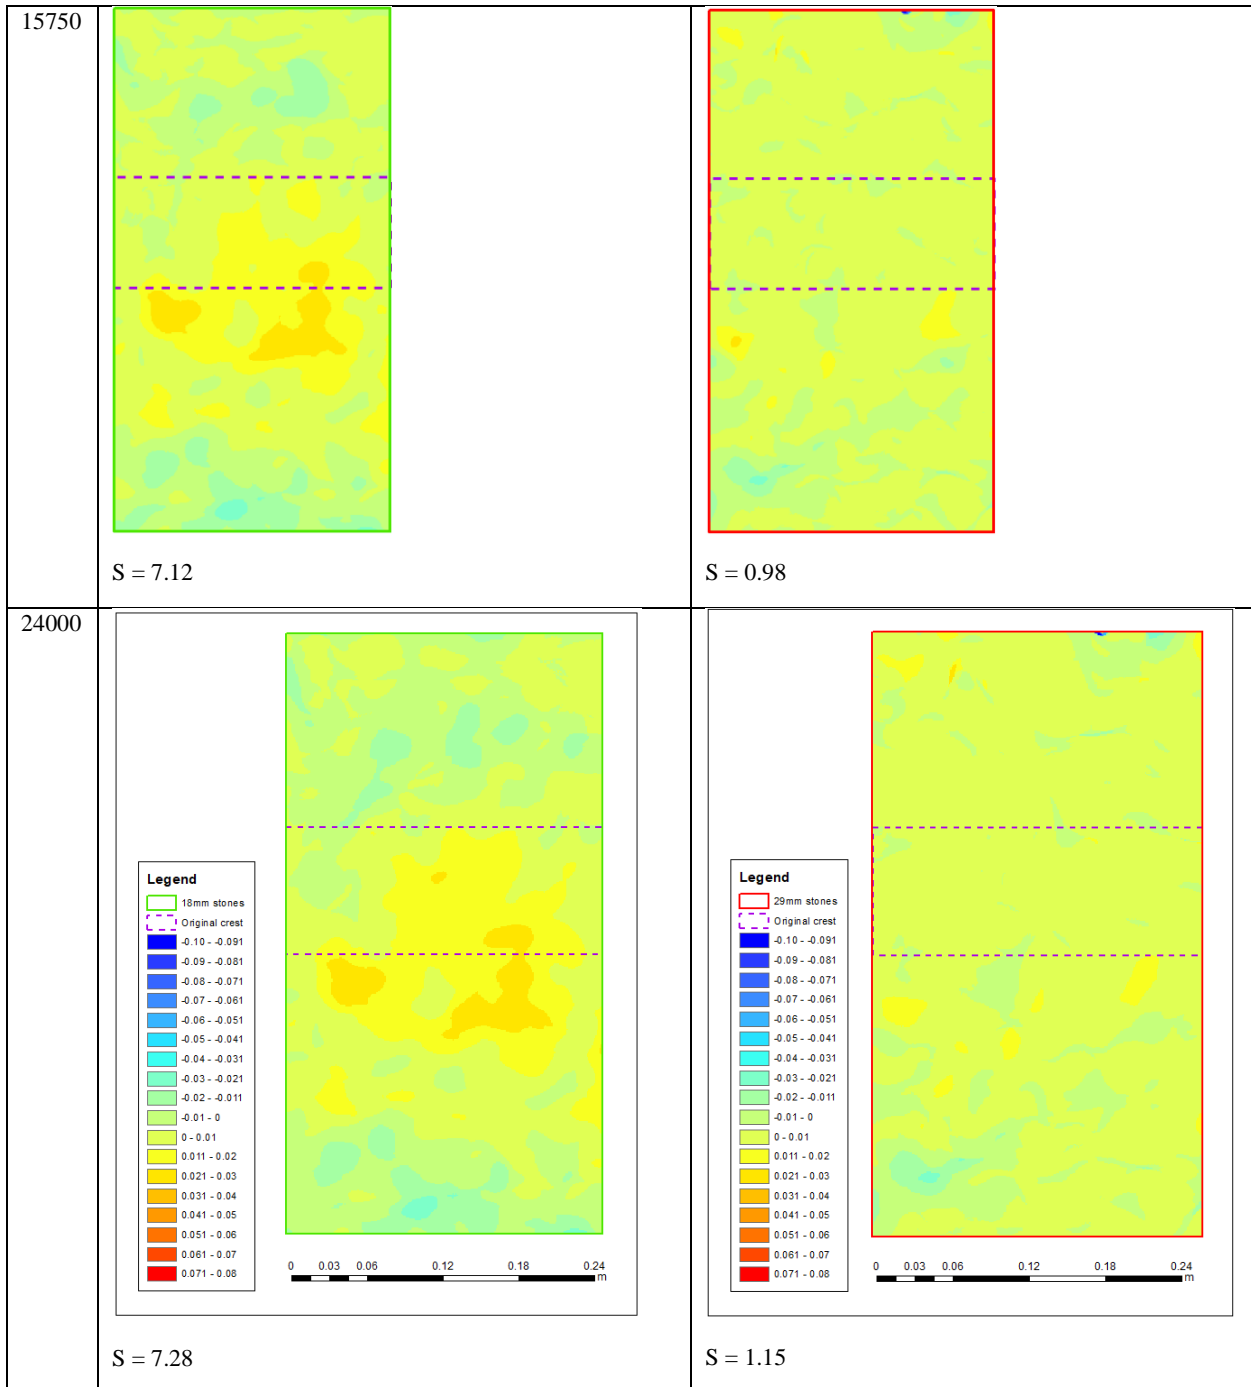 15750
S = 7.12
S = 0.98
24000
Legend
18mm stones
Original crest
-0.10 - -0.091
-0.09 - -0.081
-0.08 - -0.071
-0.07 - -0.061
-0.06 - -0.051
-0.05 - -0.041
-0.04 - -0.031
-0.03 - -0.021
-0.02 - -0.011
-0.01 - 0
0 - 0.01
0.011 - 0.02
0.021 - 0.03
0.031 - 0.04
0.041 - 0.05
0.051 - 0.06
0.061 - 0.07
0.071 - 0.08
0 0.03 0.06 0.12 0.18 0.24
m
S = 7.28
Legend
29mm stones
Original crest
-0.10 - -0.091
-0.09 - -0.081
-0.08 - -0.071
-0.07 - -0.061
-0.06 - -0.051
-0.05 - -0.041
-0.04 - -0.031
-0.03 - -0.021
-0.02 - -0.011
-0.01 - 0
0 - 0.01
0.011 - 0.02
0.021 - 0.03
0.031 - 0.04
0.041 - 0.05
0.051 - 0.06
0.061 - 0.07
0.071 - 0.08
0 0.03 0.06 0.12 0.18 0.24
m
S = 1.15